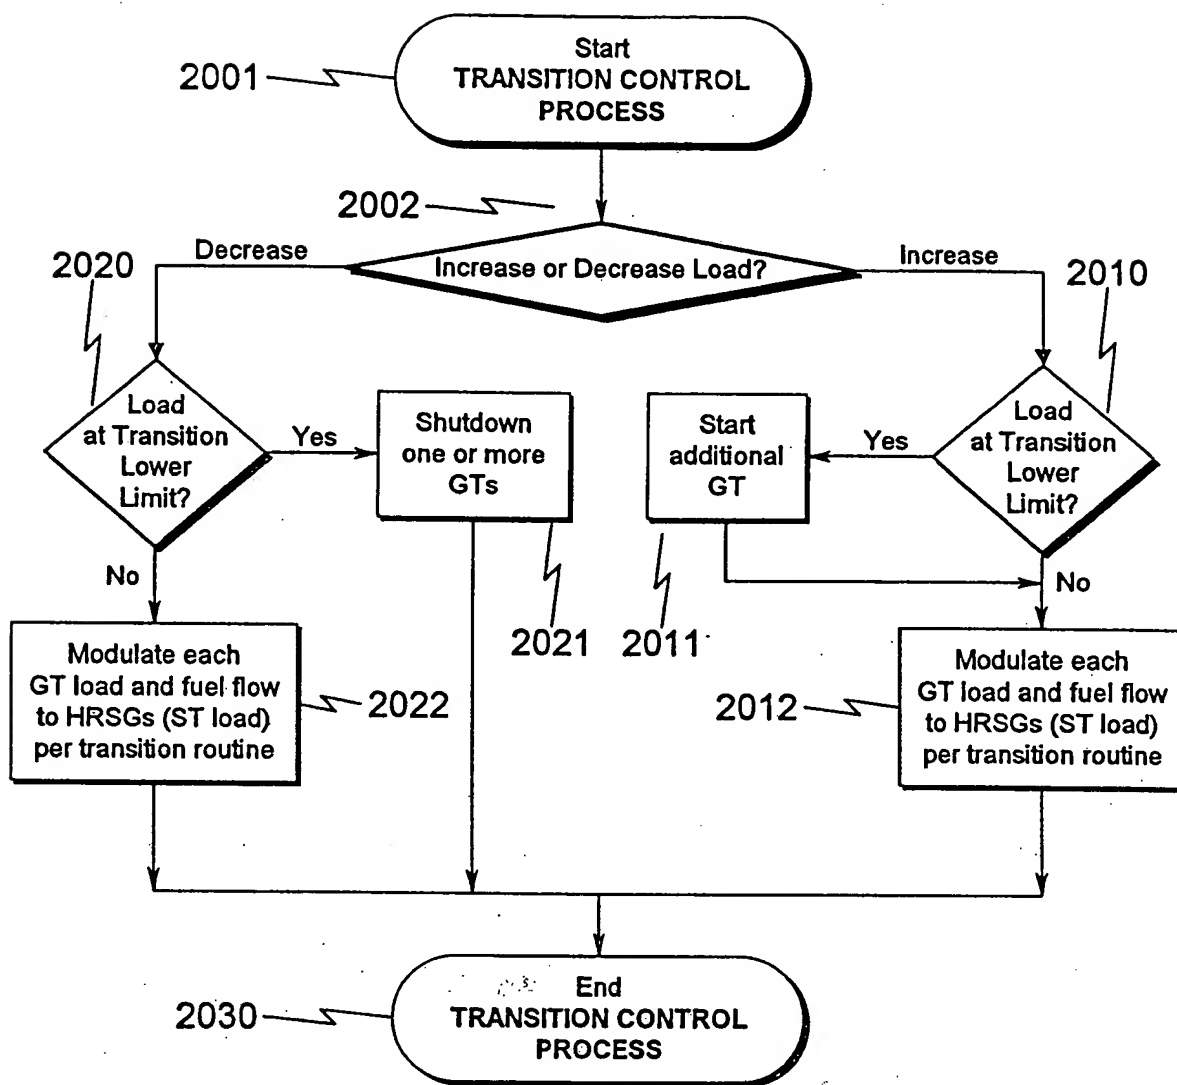 Start
TRANSITION CONTROL
PROCESS
2001
2002
Decrease
Increase or Decrease Load?
Increase
2020
2010
Load
at Transition
Lower
Limit?
Yes
Shutdown
one or more
GTs
Start
additional
GT
Yes
Load
at Transition
Lower
Limit?
No
2021
2011
No
Modulate each
GT load and fuel flow
to HRSGs (ST load)
per transition routine
2022
2012
Modulate each
GT load and fuel flow
to HRSGs (ST load)
per transition routine
End
TRANSITION CONTROL
PROCESS
2030